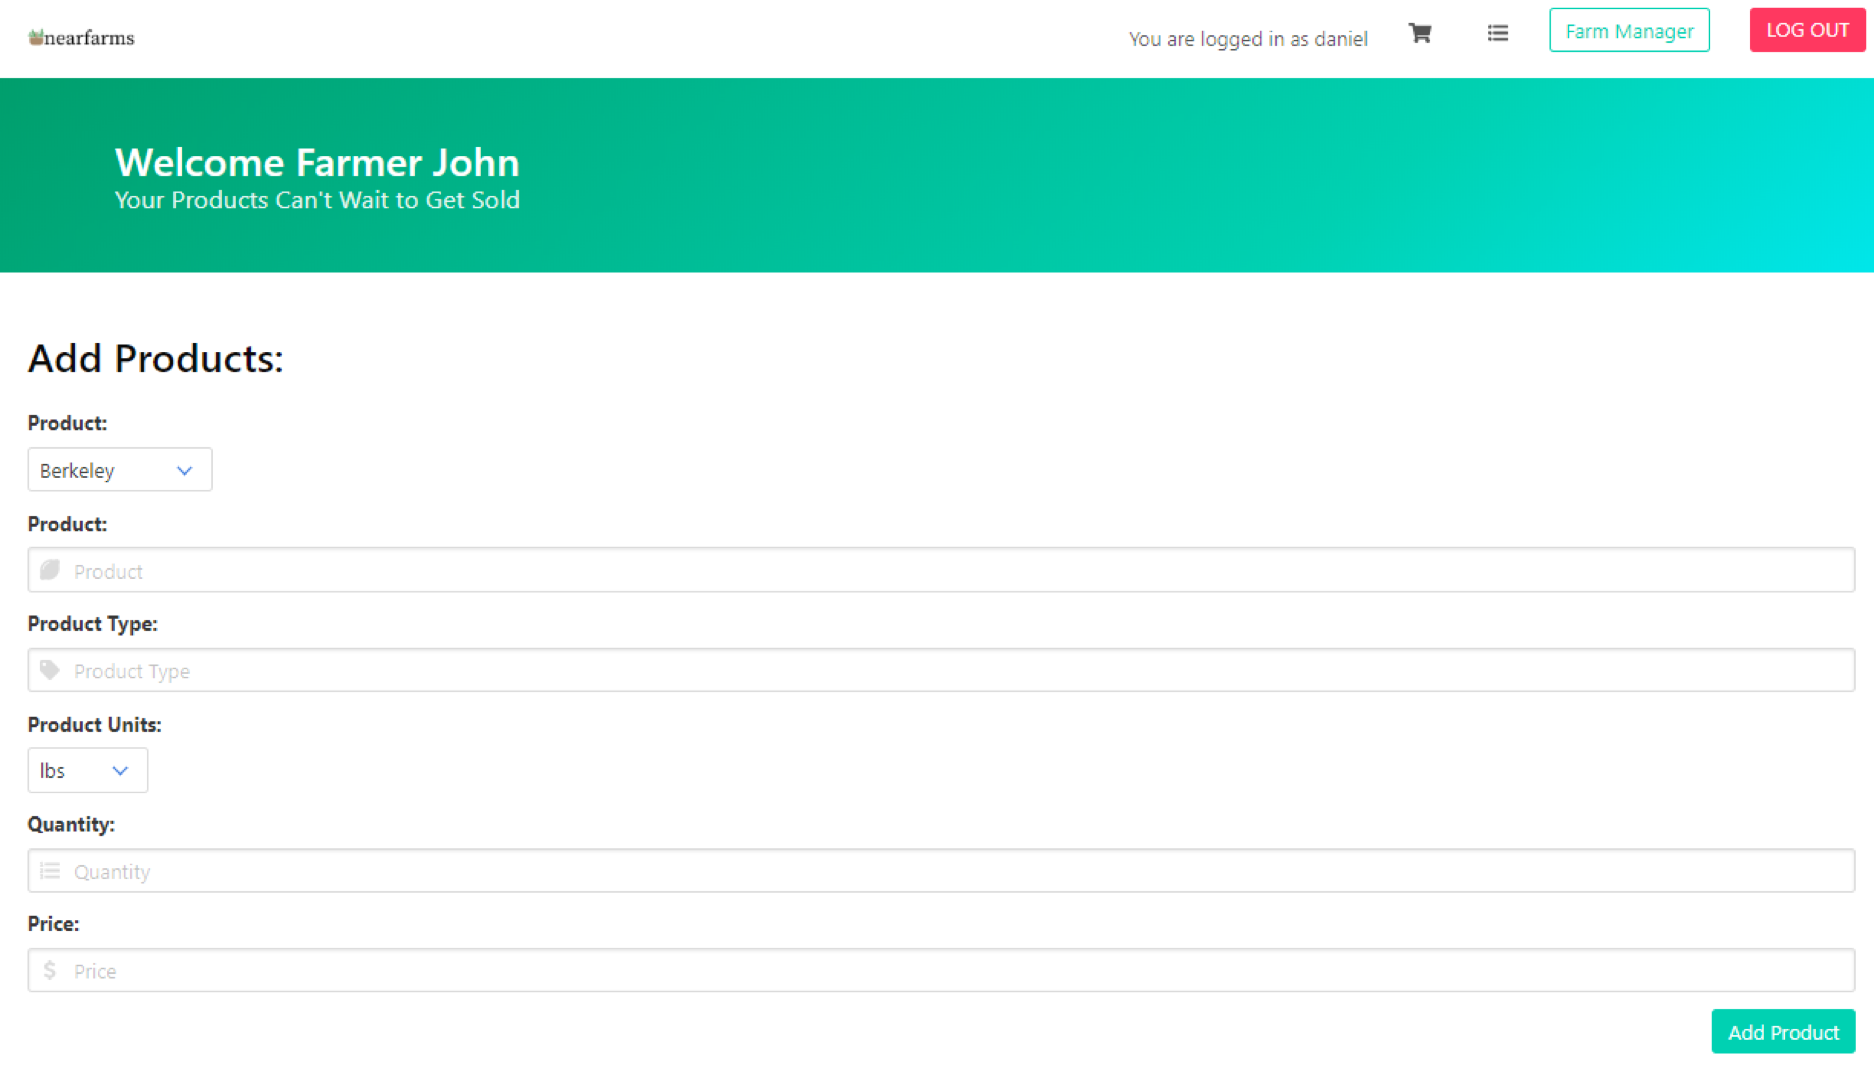 nearfarms
You are logged in as daniel
Farm Manager
LOG OUT
Welcome Farmer John
Your Products Can't Wait to Get Sold
Add Products:
Product:
Berkeley
Product:
Product
Product Type:
Product Type
Product Units:
lbs
Quantity:
Quantity
Price:
$ Price
Add Product